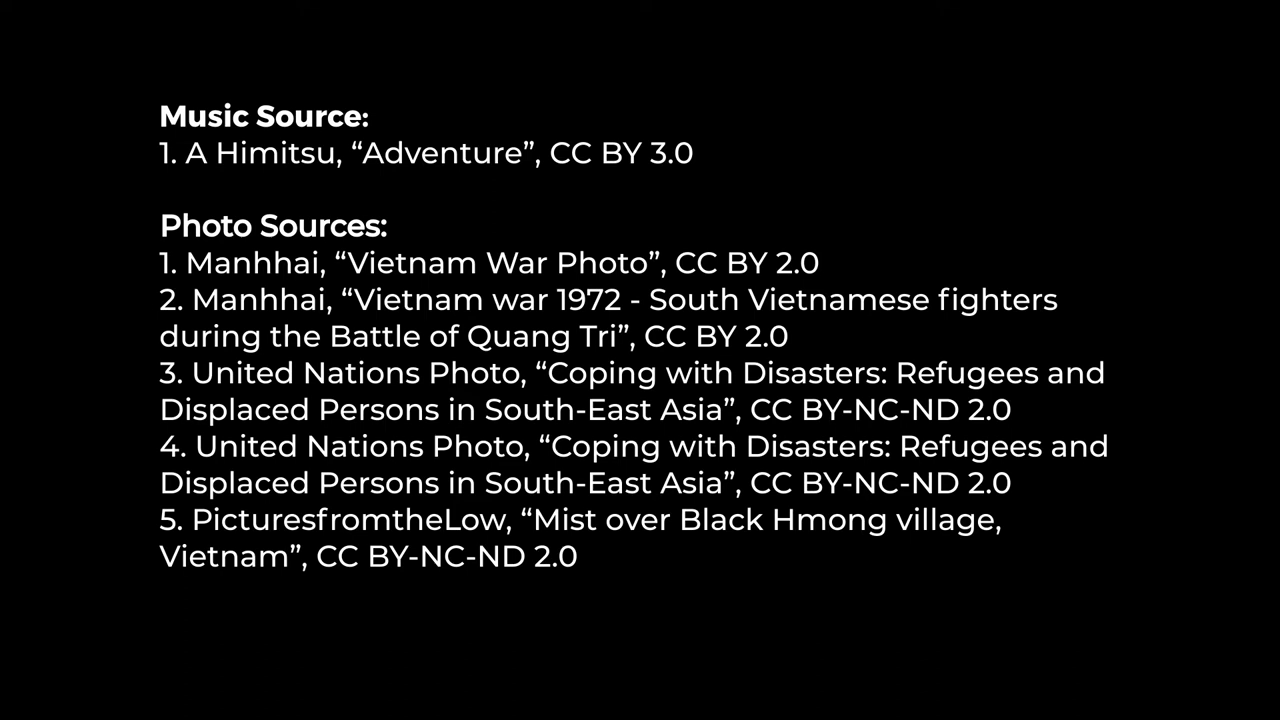 Music Source:
1. A Himitsu, “Adventure”, CC BY 3.0
Photo Sources:
1. Manhhai, “Vietnam War Photo”, CC BY 2.0
2. Manhhai, “Vietnam war 1972 - South Vietnamese fighters
during the Battle of Quang Tri”, CC BY 2.0
3. United Nations Photo, “Coping with Disasters: Refugees and
Displaced Persons in South-East Asia”, CC BY-NC-ND 2.0
4. United Nations Photo, “Coping with Disasters: Refugees and
Displaced Persons in South-East Asia”, CC BY-NC-ND 2.0
5. PicturesfromtheLow, “Mist over Black Hmong village,
Vietnam”, CC BY-NC-ND 2.0